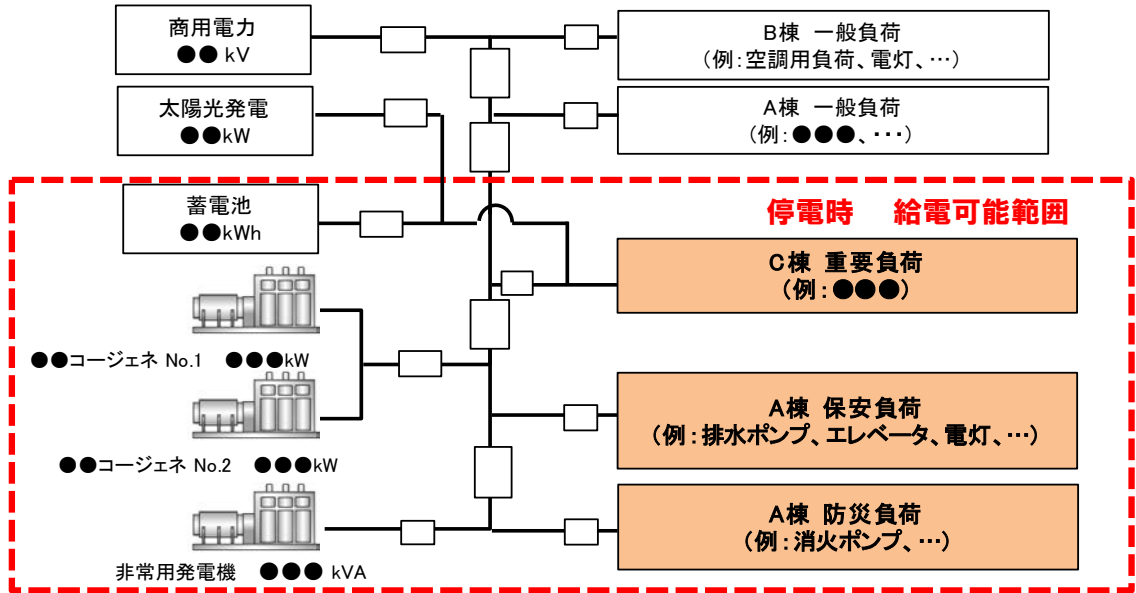 商用電力
●● kV
B棟 一般負荷
(例:空調用負荷、電灯、…)
太陽光発電
●●kW
A棟 一般負荷
(例:●●●、・・・)
蓄電池
●●kWh
停電時 給電可能範囲
C棟 重要負荷
(例:●●●)
●●コージェネ No.1 ●●●kW
A棟 保安負荷
(例:排水ポンプ、エレベータ、電灯、…)
●●コージェネ No.2 ●●●kW
A棟 防災負荷
(例:消火ポンプ、…)
非常用発電機 ●●● kVA